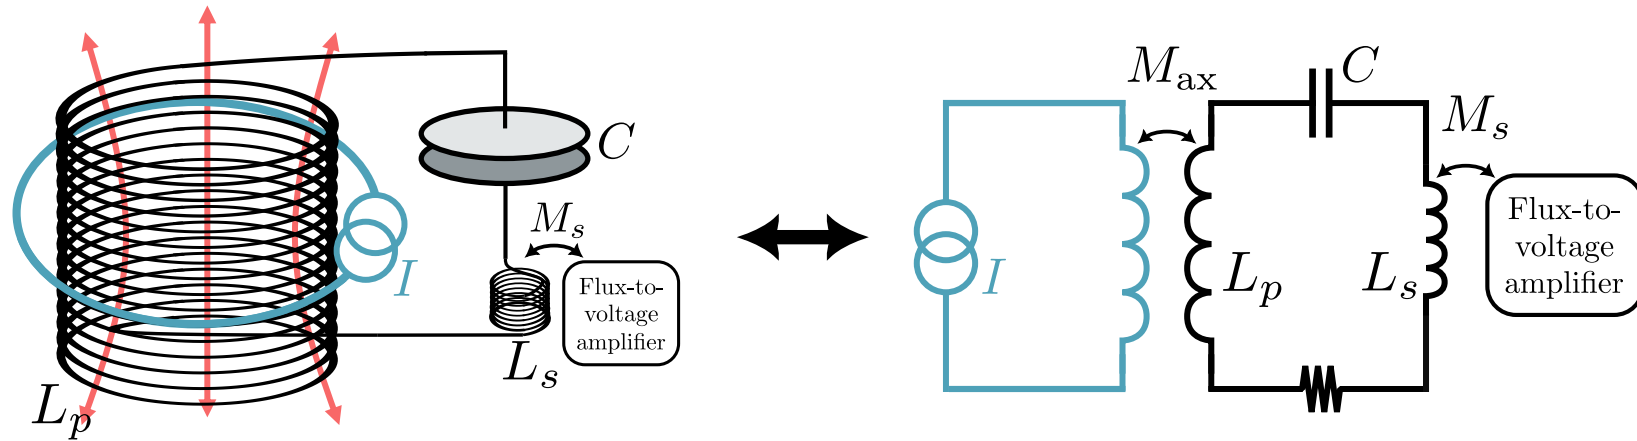 C
M_s
I
Flux-to-
voltage
amplifier
L_s
L_p
M_ax
C
M_s
I
L_p
L_s
Flux-to-
voltage
amplifier